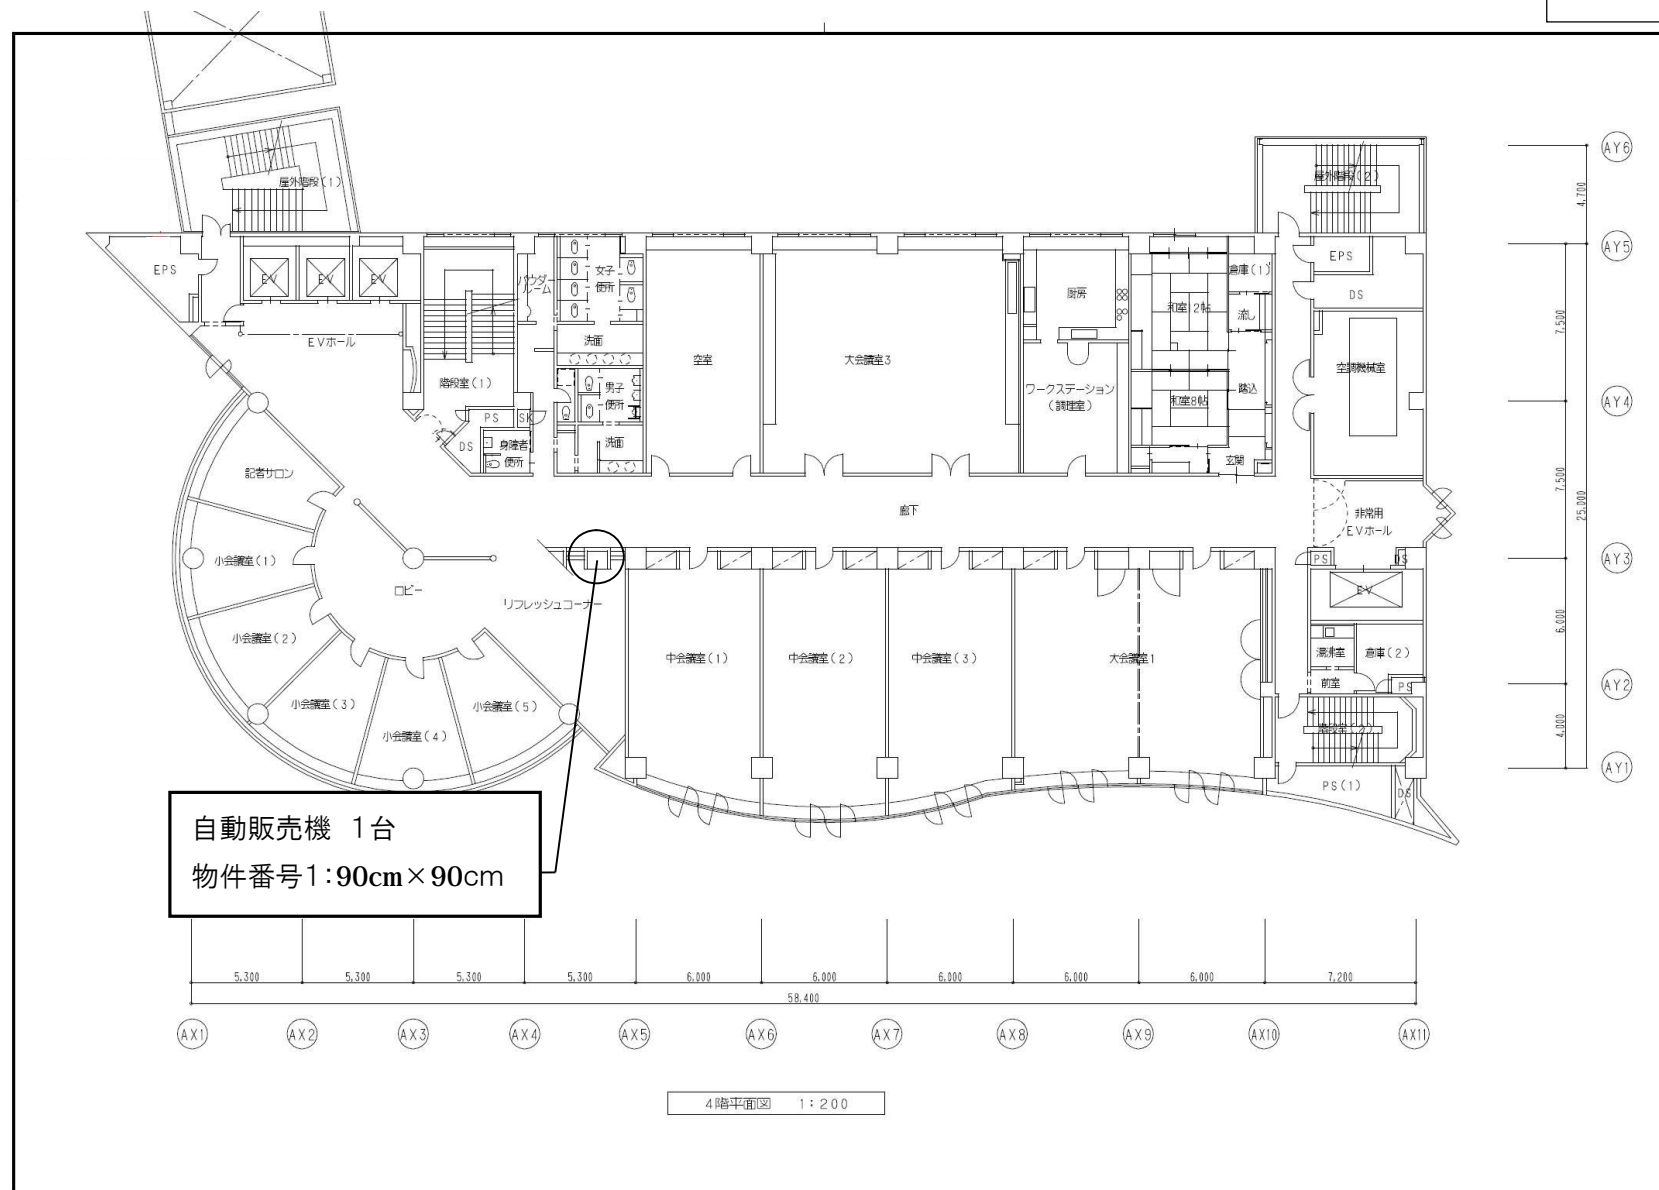 屋外階段(1)
屋外階段(2)
AY6
4,700
AY5
EPS
EV
EV
EV
パウダー
ルーム
女子
便所
倉庫(1)
EPS
DS
厨房
和室12帖
流し
7,500
EVホール
洗面
空室
大会議室3
空調機械室
階段室(1)
男子
便所
ワークステーション
(調理室)
和室8帖
踏込
AY4
PS
SK
DS
身障者
便所
洗面
玄関
記者サロン
7,500
25,000
廊下
非常用
EVホール
小会議室(1)
PS
DS
AY3
ロビー
リフレッシュコーナー
EV
小会議室(2)
6,000
中会議室(1)
中会議室(2)
中会議室(3)
大会議室1
湯沸室
倉庫(2)
前室
PS
AY2
小会議室(3)
小会議室(5)
小会議室(4)
階段室(2)
4,000
AY1
PS(1)
DS
自動販売機 1台
物件番号1:90cm×90cm
5,300
5,300
5,300
5,300
6,000
6,000
6,000
6,000
6,000
7,200
58,400
AX1
AX2
AX3
AX4
AX5
AX6
AX7
AX8
AX9
AX10
AX11
4階平面図 1:200